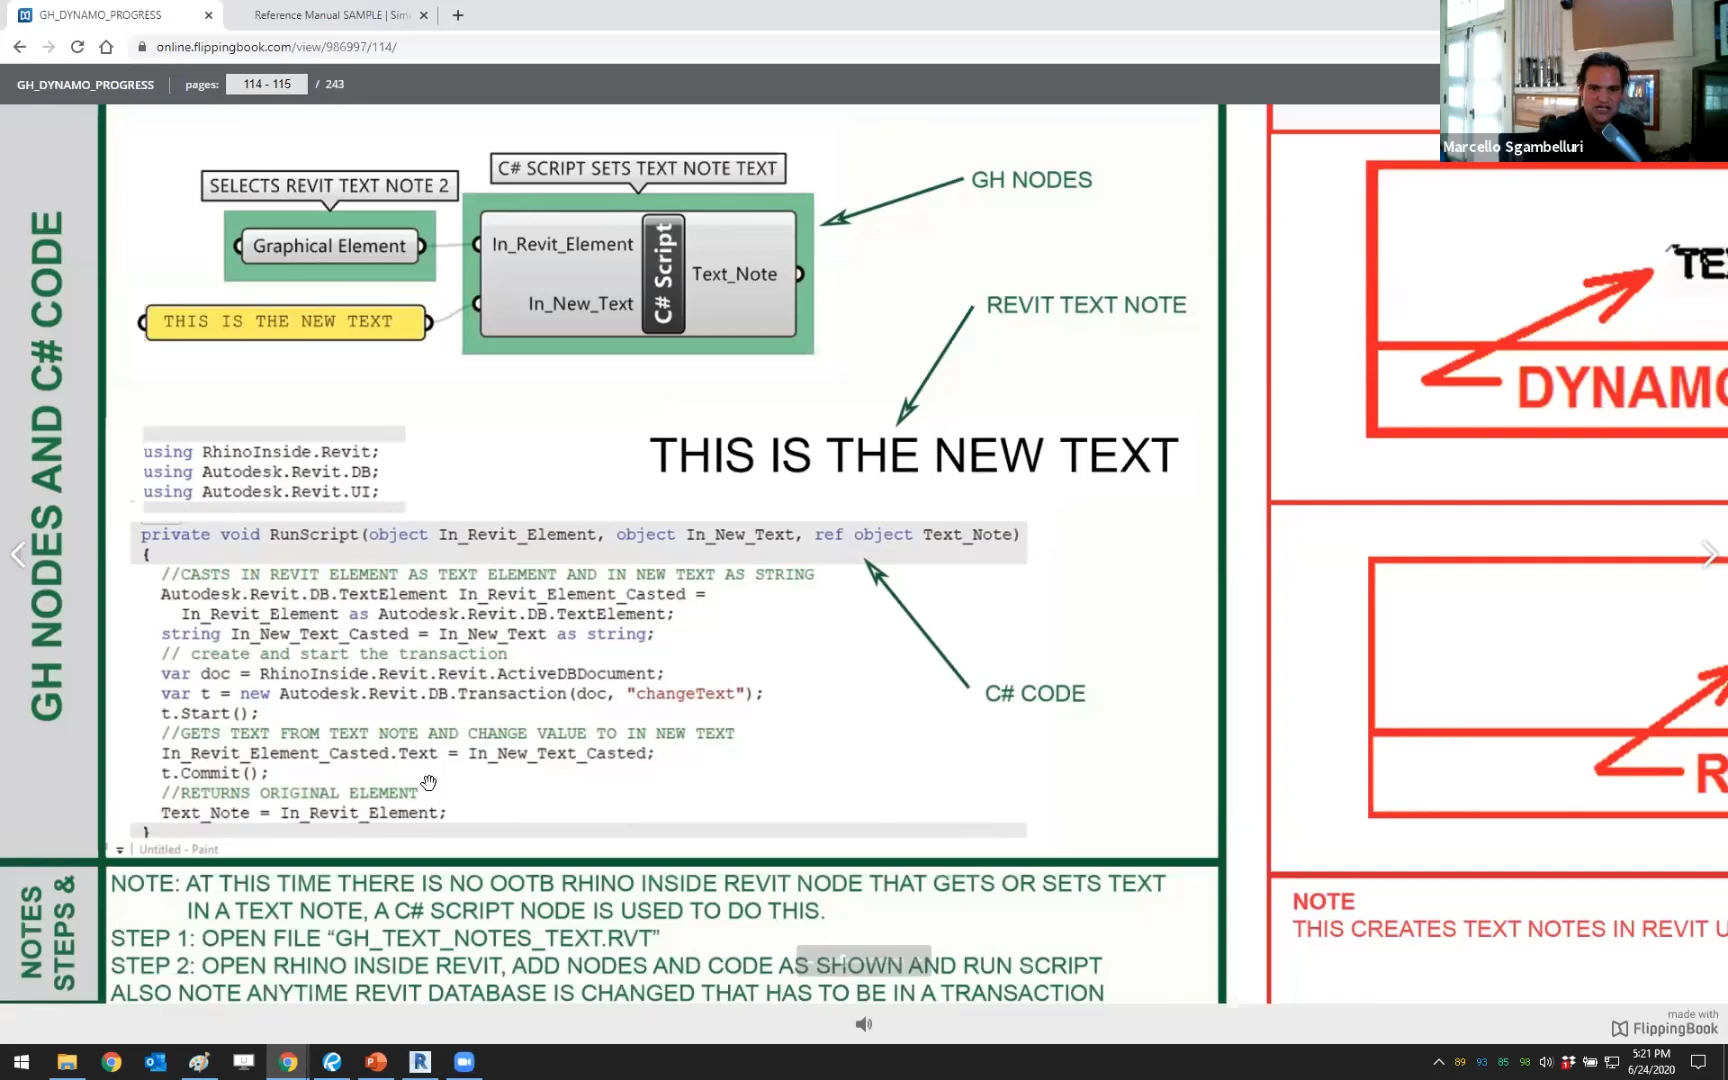 GH_DYNAMO_PROGRESS
Reference Manual SAMPLE | Sim
online.flippingbook.com/view/986997/114/
GH_DYNAMO_PROGRESS
pages:
114 - 115
/ 243
Marcello Sgambelluri
GH NODES AND C# CODE
SELECTS REVIT TEXT NOTE 2
C# SCRIPT SETS TEXT NOTE TEXT
GH NODES
Graphical Element
In_Revit_Element
In_New_Text
C# Script
Text_Note
THIS IS THE NEW TEXT
REVIT TEXT NOTE
THIS IS THE NEW TEXT
using RhinoInside.Revit;
using Autodesk.Revit.DB;
using Autodesk.Revit.UI;
private void RunScript(object In_Revit_Element, object In_New_Text, ref object Text_Note)
{
//CASTS IN REVIT ELEMENT AS TEXT ELEMENT AND IN NEW TEXT AS STRING
Autodesk.Revit.DB.TextElement In_Revit_Element_Casted =
In_Revit_Element as Autodesk.Revit.DB.TextElement;
string In_New_Text_Casted = In_New_Text as string;
// create and start the transaction
var doc = RhinoInside.Revit.Revit.ActiveDBDocument;
var t = new Autodesk.Revit.DB.Transaction(doc, "changeText");
t.Start();
//GETS TEXT FROM TEXT NOTE AND CHANGE VALUE TO IN NEW TEXT
In_Revit_Element_Casted.Text = In_New_Text_Casted;
t.Commit();
//RETURNS ORIGINAL ELEMENT
Text_Note = In_Revit_Element;
}
C# CODE
Untitled - Paint
NOTES
STEPS &
NOTE: AT THIS TIME THERE IS NO OOTB RHINO INSIDE REVIT NODE THAT GETS OR SETS TEXT
IN A TEXT NOTE, A C# SCRIPT NODE IS USED TO DO THIS.
STEP 1: OPEN FILE “GH_TEXT_NOTES_TEXT.RVT”
STEP 2: OPEN RHINO INSIDE REVIT, ADD NODES AND CODE AS SHOWN AND RUN SCRIPT
ALSO NOTE ANYTIME REVIT DATABASE IS CHANGED THAT HAS TO BE IN A TRANSACTION
TE
DYNAMO
R
NOTE
THIS CREATES TEXT NOTES IN REVIT U
made with
FlippingBook
89 93 85 98
5:21 PM
6/24/2020